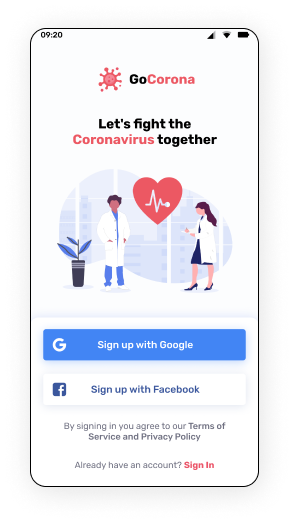 09:20
GoCorona
Let's fight the
Coronavirus together
Sign up with Google
Sign up with Facebook
By signing in you agree to our Terms of
Service and Privacy Policy
Already have an account? Sign In